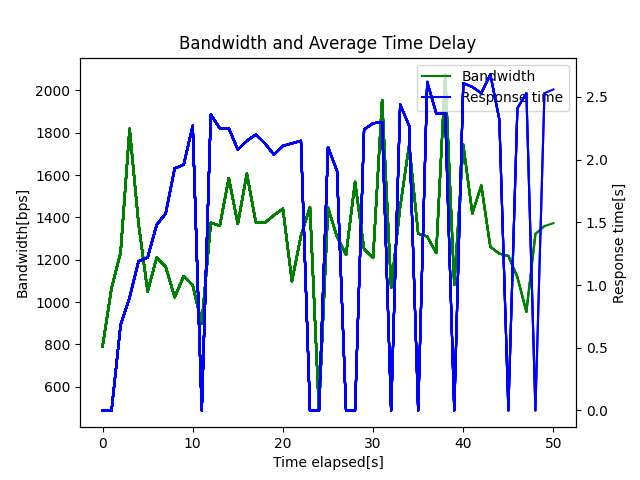 Bandwidth and Average Time Delay
Bandwidth
Response time
2000
1800
1600
1400
1200
1000
800
600
Bandwidth[bps]
2.5
2.0
1.5
1.0
0.5
0.0
Response time[s]
0 10 20 30 40 50
Time elapsed[s]